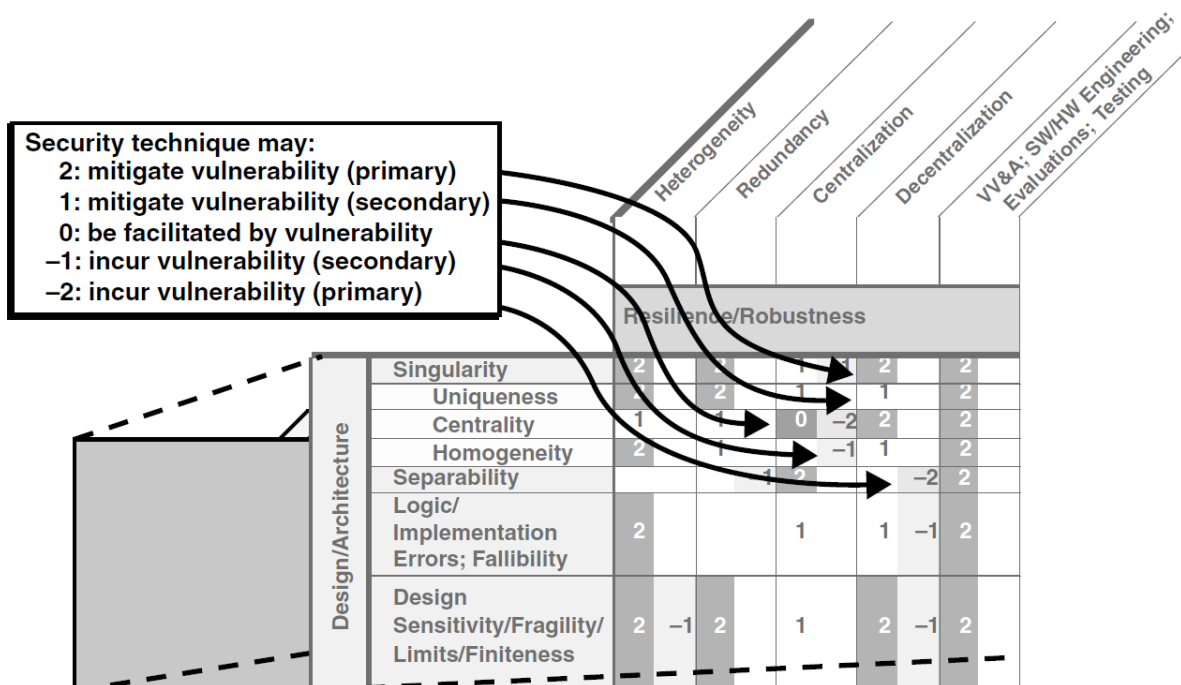 Heterogeneity
Redundancy
Centralization
Decentralization
VV&A; SW/HW Engineering;
Evaluations; Testing
Security technique may:
2: mitigate vulnerability (primary)
1: mitigate vulnerability (secondary)
0: be facilitated by vulnerability
–1: incur vulnerability (secondary)
–2: incur vulnerability (primary)
Resilience/Robustness
Design/Architecture
Singularity 2 2 1 –1 2 2
Uniqueness 2 2 1 1 2
Centrality 1 1 0 –2 2 2
Homogeneity 2 1 –1 1 2
Separability –1 2 –2 2
Logic/
Implementation 2 1 1 –1 2
Errors; Fallibility
Design
Sensitivity/Fragility/ 2 –1 2 1 2 –1 2
Limits/Finiteness